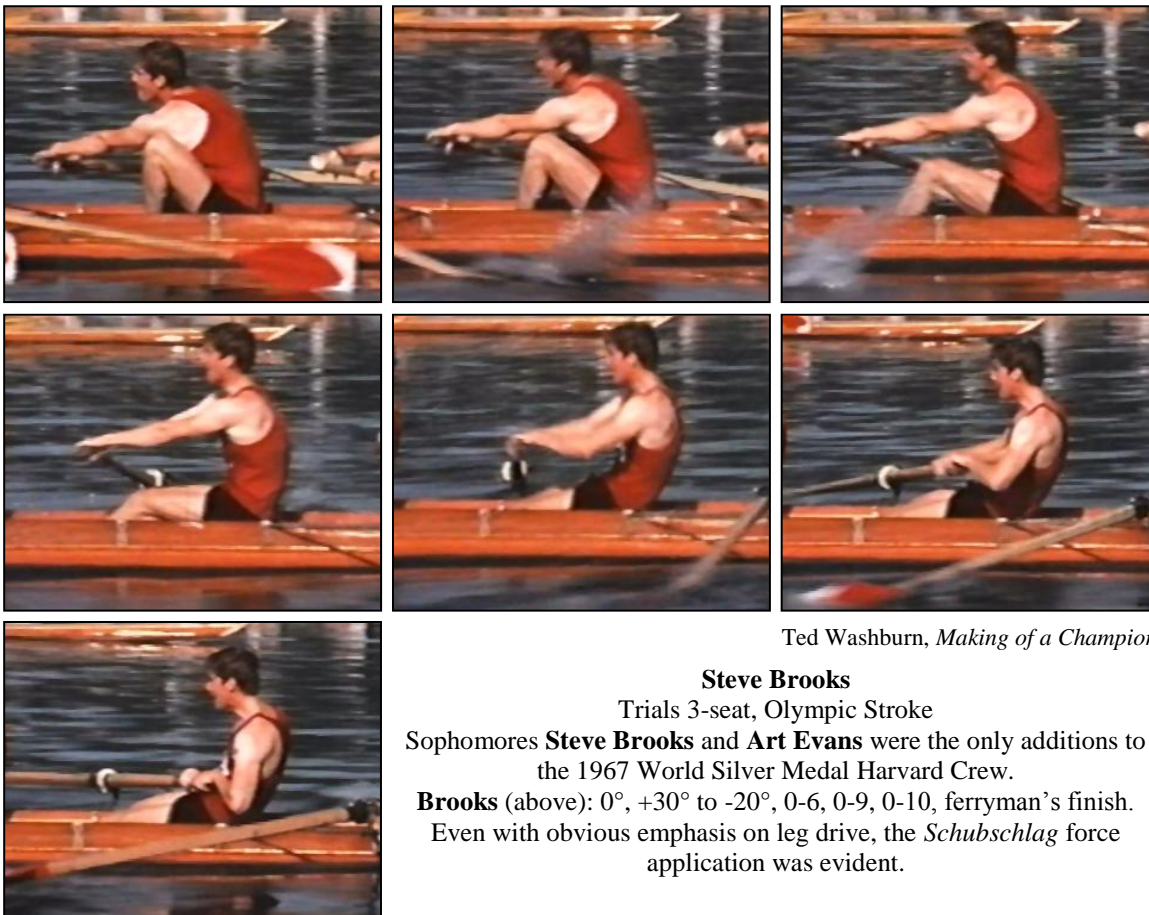 Ted Washburn, Making of a Champion
Steve Brooks
Trials 3-seat, Olympic Stroke
Sophomores Steve Brooks and Art Evans were the only additions to
the 1967 World Silver Medal Harvard Crew.
Brooks (above): 0°, +30° to -20°, 0-6, 0-9, 0-10, ferryman’s finish.
Even with obvious emphasis on leg drive, the Schubschlag force
application was evident.